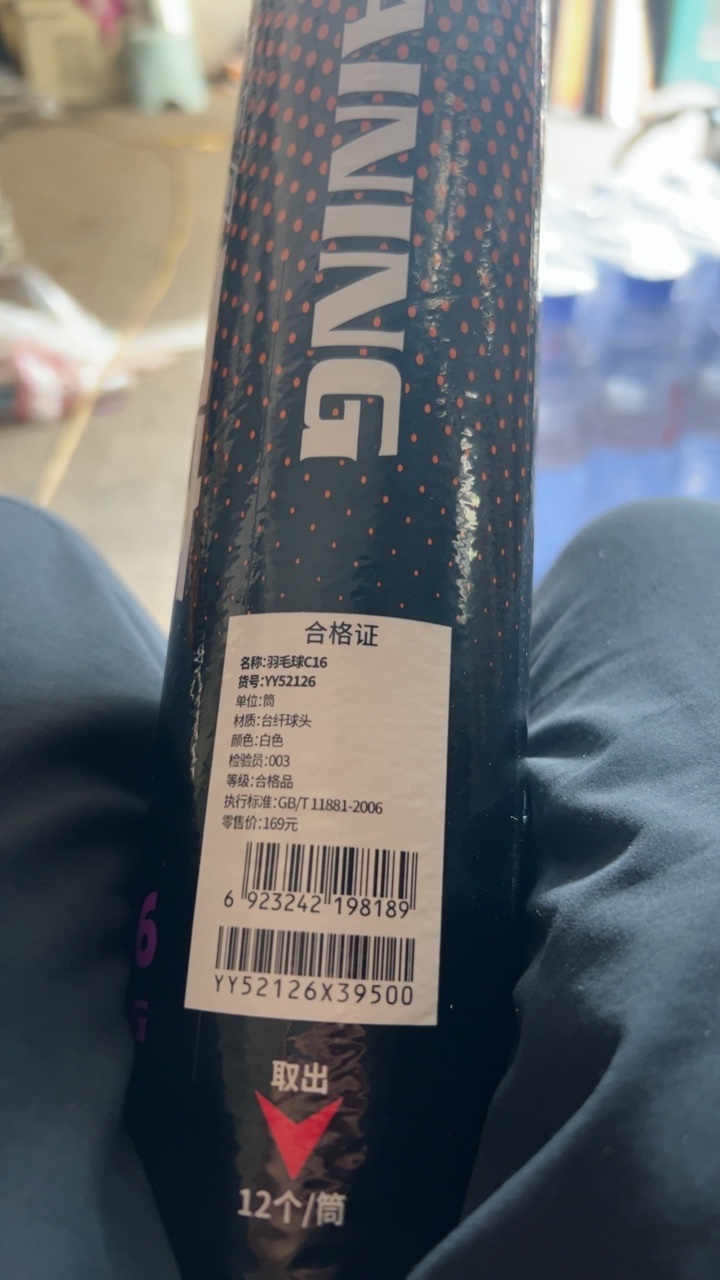 AINING
合格证
名称:羽毛球C16
货号:YY52126
单位:筒
材质:台纤球头
颜色:白色
检验员:003
等级:合格品
执行标准:GB/T 11881-2006
零售价:169元
6 923242 198189
YY52126X39500
6
G
取出
12个/筒